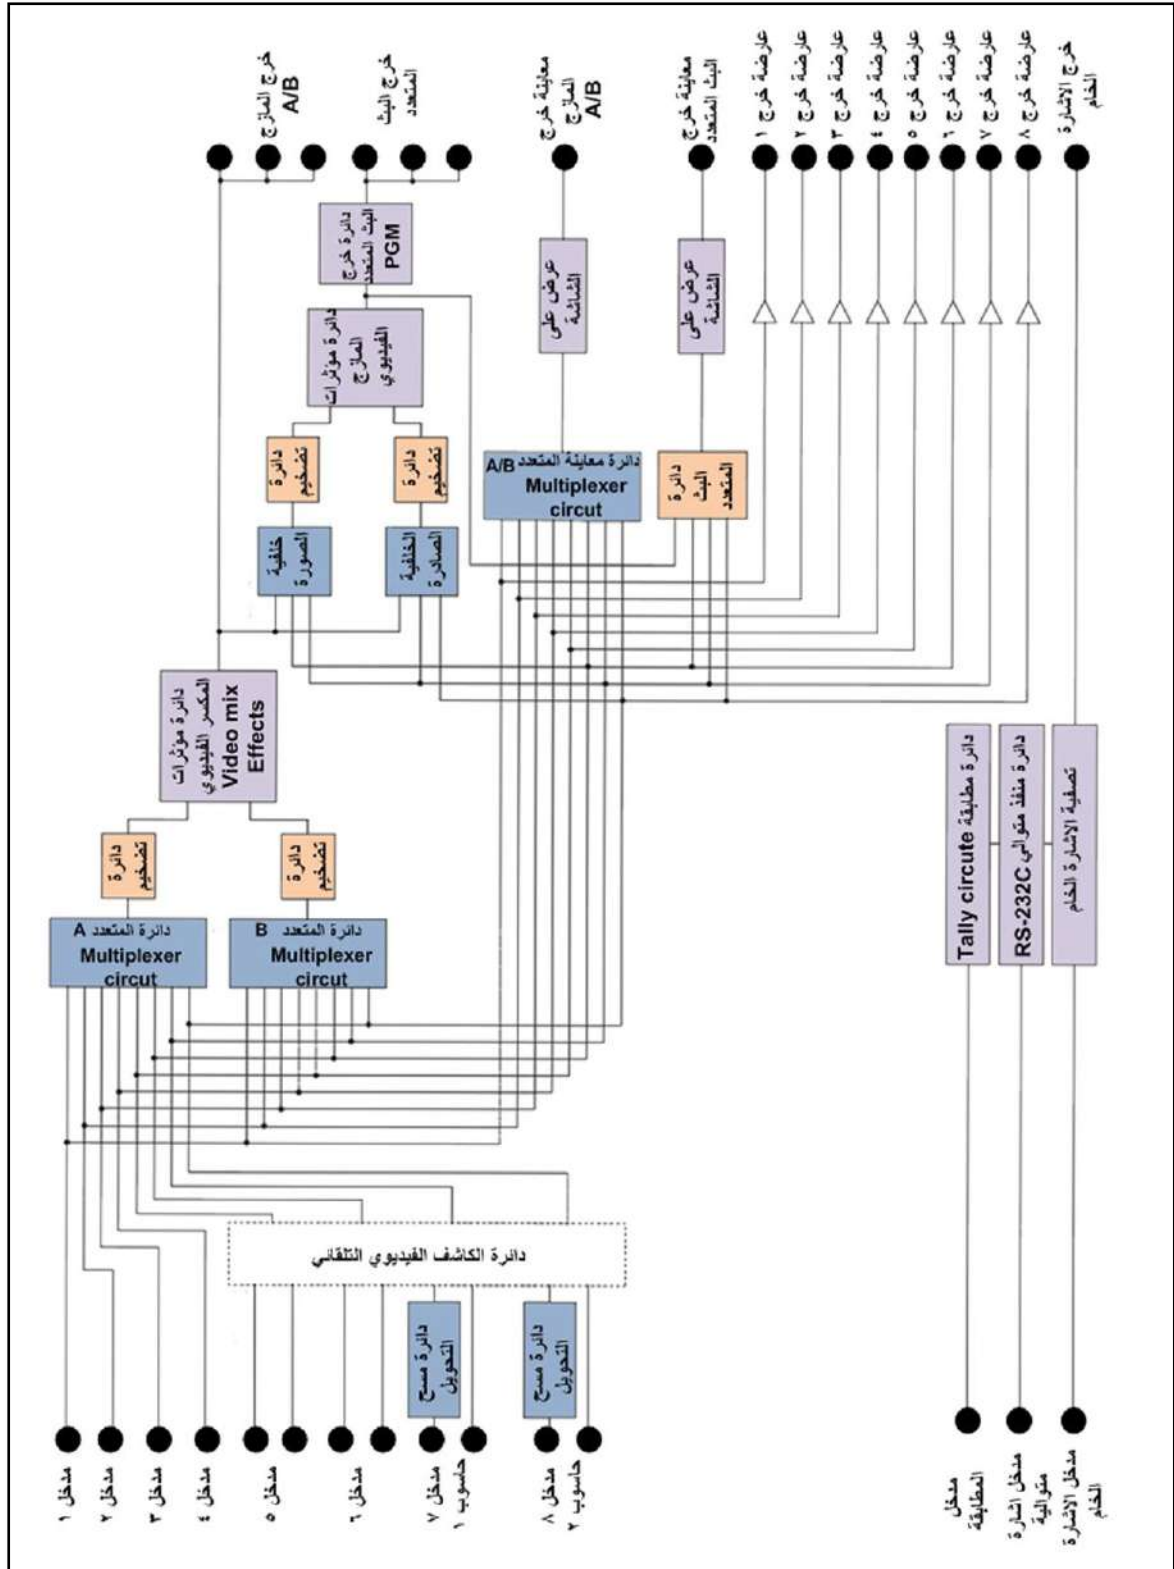 خرج المازج
A/B
خرج البث
المتعدد
معاينة خرج
المازج
A/B
معاينة خرج
البث المتعدد
عارضة خرج ١
عارضة خرج ٢
عارضة خرج ٣
عارضة خرج ٤
عارضة خرج ٥
عارضة خرج ٦
عارضة خرج ٧
عارضة خرج ٨
خرج الاشارة
الخام
دائرة خرج
البث المتعدد
PGM
عرض على
الشاشة
عرض على
الشاشة
دائرة مؤثرات
المازج
الفيديوي
دائرة
تضخيم
دائرة
تضخيم
دائرة معاينة المتعدد A/B
Multiplexer
circut
دائرة
البث
المتعدد
خلفية
الصورة
الخلفية
الصادرة
دائرة مؤثرات
المكسر الفيديوي
Video mix
Effects
دائرة مطابقة Tally circute
دائرة منفذ متوالي RS-232C
تصفية الاشارة الخام
دائرة
تضخيم
دائرة
تضخيم
دائرة المتعدد A
Multiplexer
circut
دائرة المتعدد B
Multiplexer
circut
دائرة الكاشف الفيديوي التلقائي
دائرة مسح
التحويل
دائرة مسح
التحويل
مدخل ١
مدخل ٢
مدخل ٣
مدخل ٤
مدخل ٥
مدخل ٦
مدخل ٧
حاسوب ١
مدخل ٨
حاسوب ٢
مدخل
المطابقة
مدخل اشارة
متوالية
مدخل الاشارة
الخام